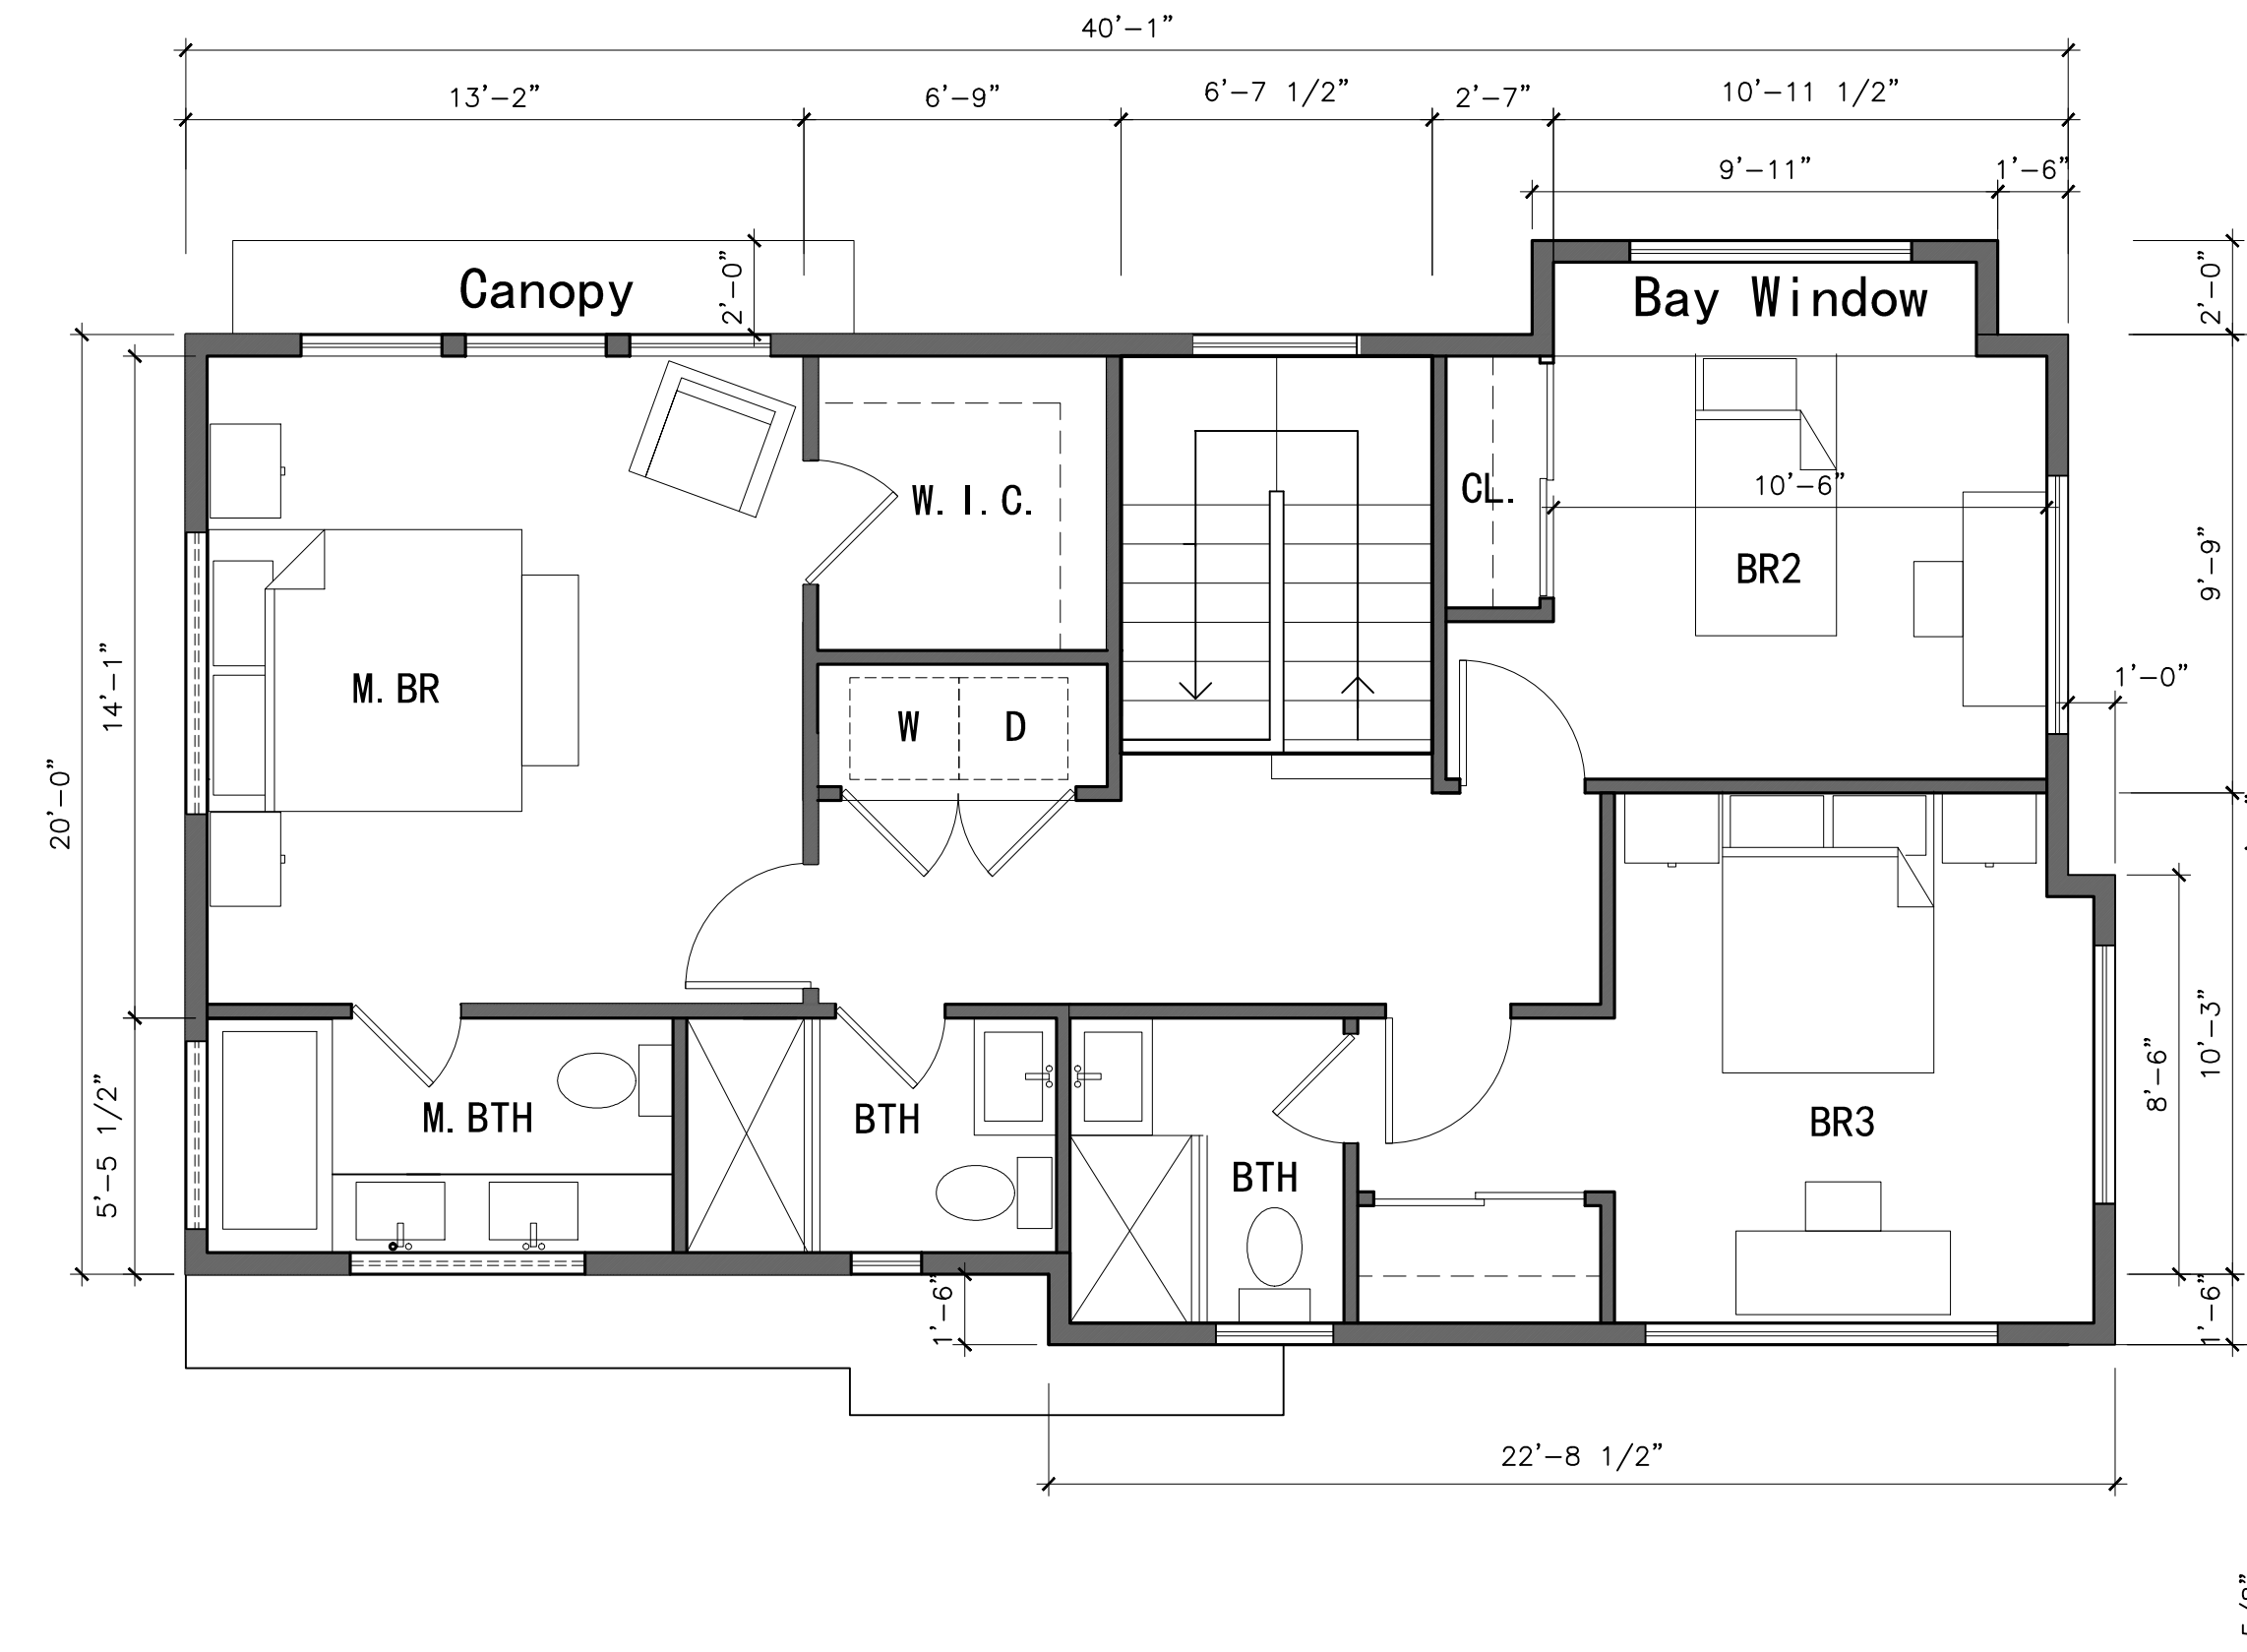 40'-1"
13'-2" 6'-9" 6'-7 1/2" 2'-7" 10'-11 1/2"
9'-11" 1'-6"
Canopy 2'-0" Bay Window 2'-0"
W.I.C. CL. 10'-6"
BR2 9'-9"
M.BR 14'-1" 1'-0"
W D
20'-0"
10'-3"
8'-6"
M.BTH BTH BR3
5'-5 1/2" BTH
1'-6" 1'-6"
22'-8 1/2"